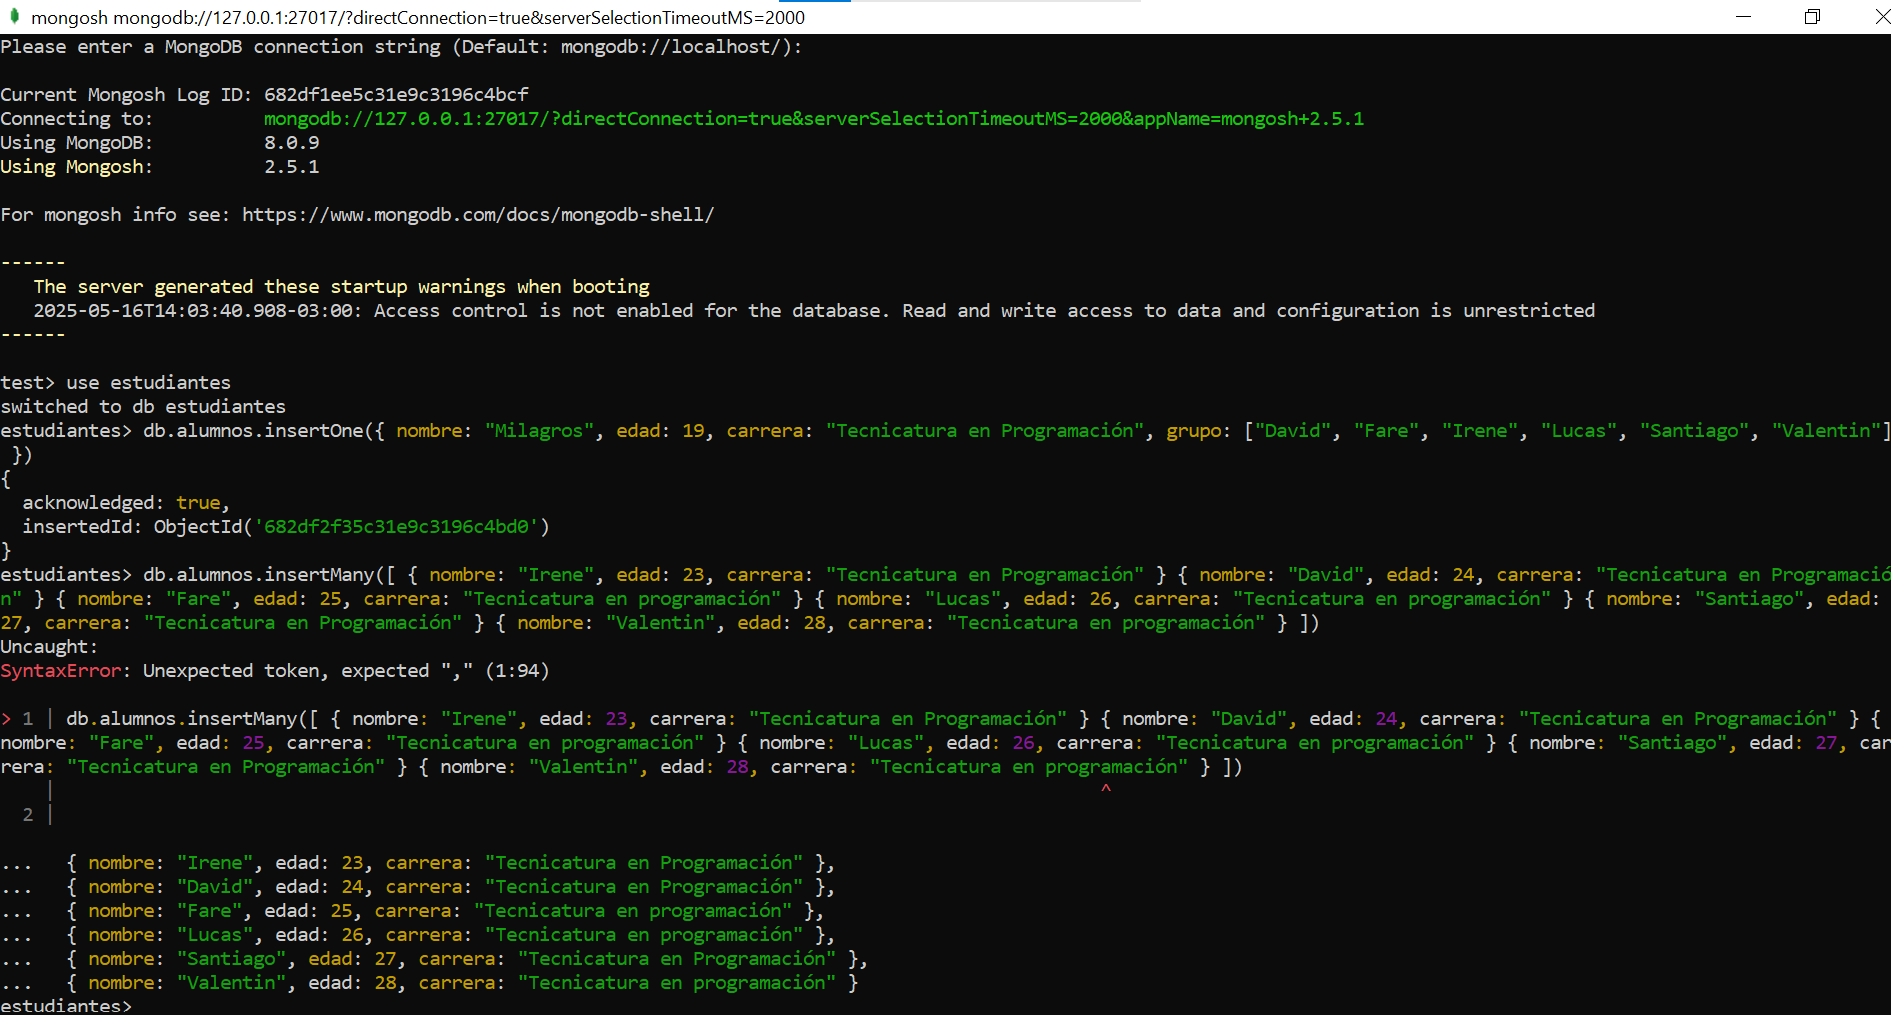 mongosh mongodb://127.0.0.1:27017/?directConnection=true&serverSelectionTimeoutMS=2000
Please enter a MongoDB connection string (Default: mongodb://localhost/):
Current Mongosh Log ID: 682df1ee5c31e9c3196c4bcf
Connecting to:          mongodb://127.0.0.1:27017/?directConnection=true&serverSelectionTimeoutMS=2000&appName=mongosh+2.5.1
Using MongoDB:          8.0.9
Using Mongosh:          2.5.1
For mongosh info see: https://www.mongodb.com/docs/mongodb-shell/
------
   The server generated these startup warnings when booting
   2025-05-16T14:03:40.908-03:00: Access control is not enabled for the database. Read and write access to data and configuration is unrestricted
------
test> use estudiantes
switched to db estudiantes
estudiantes> db.alumnos.insertOne({ nombre: "Milagros", edad: 19, carrera: "Tecnicatura en Programación", grupo: ["David", "Fare", "Irene", "Lucas", "Santiago", "Valentin"]
 })
{
  acknowledged: true,
  insertedId: ObjectId('682df2f35c31e9c3196c4bd0')
}
estudiantes> db.alumnos.insertMany([ { nombre: "Irene", edad: 23, carrera: "Tecnicatura en Programación" } { nombre: "David", edad: 24, carrera: "Tecnicatura en Programació
n" } { nombre: "Fare", edad: 25, carrera: "Tecnicatura en programación" } { nombre: "Lucas", edad: 26, carrera: "Tecnicatura en programación" } { nombre: "Santiago", edad:
27, carrera: "Tecnicatura en Programación" } { nombre: "Valentin", edad: 28, carrera: "Tecnicatura en programación" } ])
Uncaught:
SyntaxError: Unexpected token, expected "," (1:94)
> 1 | db.alumnos.insertMany([ { nombre: "Irene", edad: 23, carrera: "Tecnicatura en Programación" } { nombre: "David", edad: 24, carrera: "Tecnicatura en Programación" } {
nombre: "Fare", edad: 25, carrera: "Tecnicatura en programación" } { nombre: "Lucas", edad: 26, carrera: "Tecnicatura en programación" } { nombre: "Santiago", edad: 27, car
rera: "Tecnicatura en Programación" } { nombre: "Valentin", edad: 28, carrera: "Tecnicatura en programación" } ])
    |                                                                                               ^
  2 |
...   { nombre: "Irene", edad: 23, carrera: "Tecnicatura en Programación" },
...   { nombre: "David", edad: 24, carrera: "Tecnicatura en Programación" },
...   { nombre: "Fare", edad: 25, carrera: "Tecnicatura en programación" },
...   { nombre: "Lucas", edad: 26, carrera: "Tecnicatura en programación" },
...   { nombre: "Santiago", edad: 27, carrera: "Tecnicatura en Programación" },
...   { nombre: "Valentin", edad: 28, carrera: "Tecnicatura en programación" }
estudiantes>